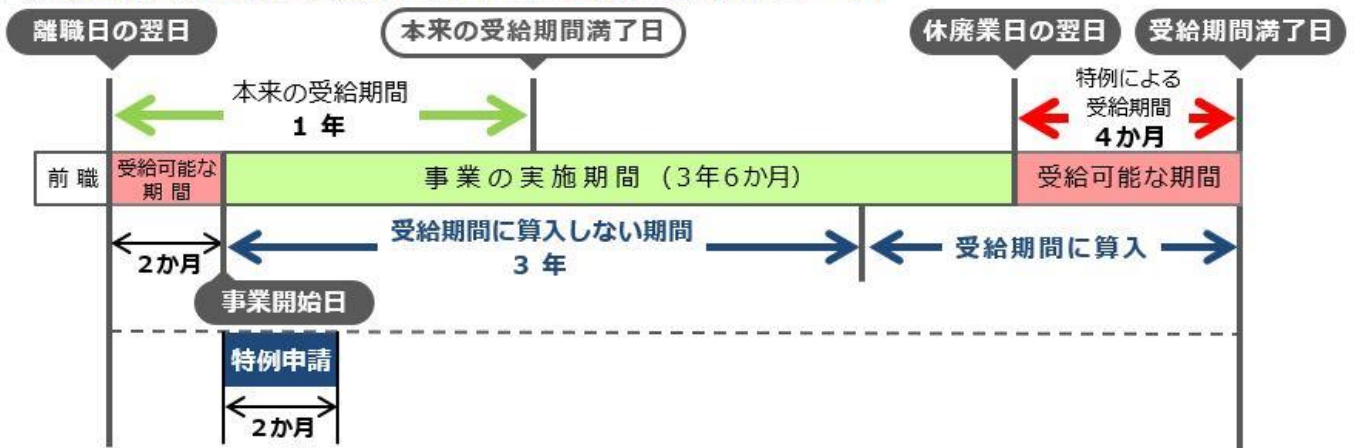 離職日の翌日
本来の受給期間満了日
休廃業日の翌日
受給期間満了日
本来の受給期間
1 年
特例による
受給期間
4か月
前職
受給可能な
期間
事業の実施期間 (3年6か月)
受給可能な期間
2か月
受給期間に算入しない期間
3 年
受給期間に算入
事業開始日
特例申請
2か月